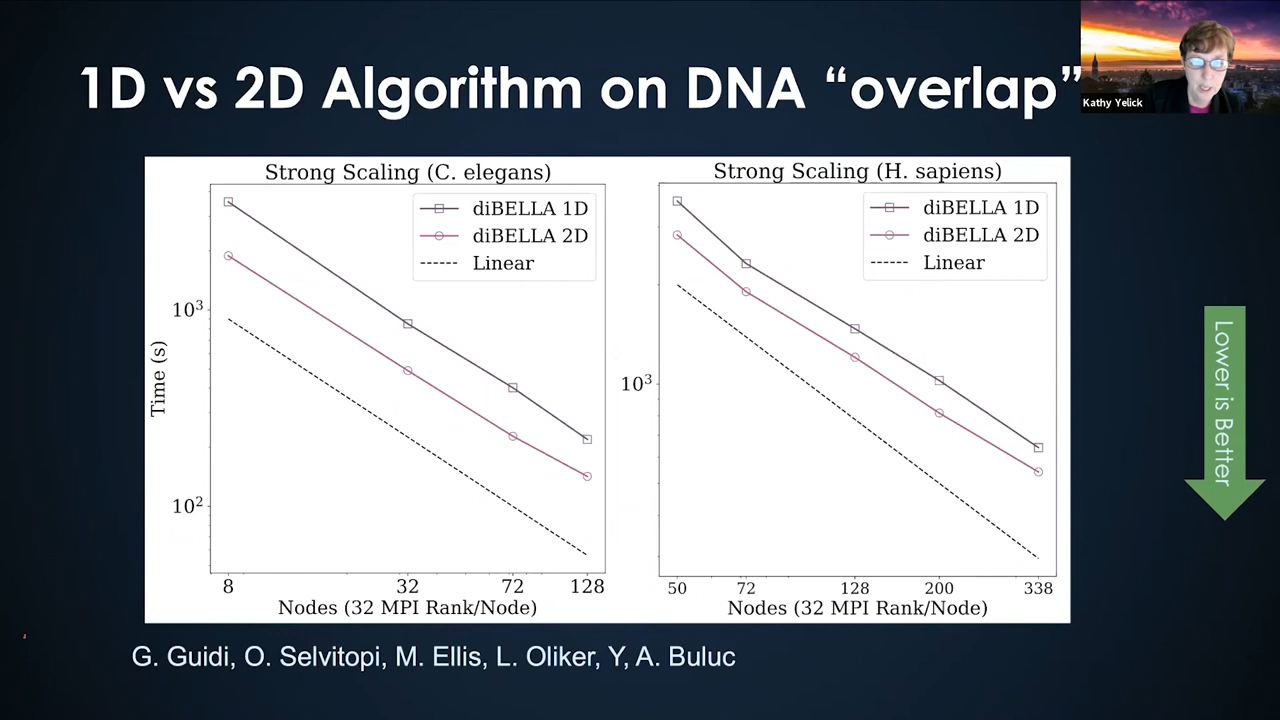 1D vs 2D Algorithm on DNA “overlap”
Kathy Yelick
Strong Scaling (C. elegans)
diBELLA 1D
diBELLA 2D
Linear
10³
10²
Time (s)
8 32 72 128
Nodes (32 MPI Rank/Node)
Strong Scaling (H. sapiens)
diBELLA 1D
diBELLA 2D
Linear
10³
50 72 128 200 338
Nodes (32 MPI Rank/Node)
Lower is Better
G. Guidi, O. Selvitopi, M. Ellis, L. Oliker, Y, A. Buluc